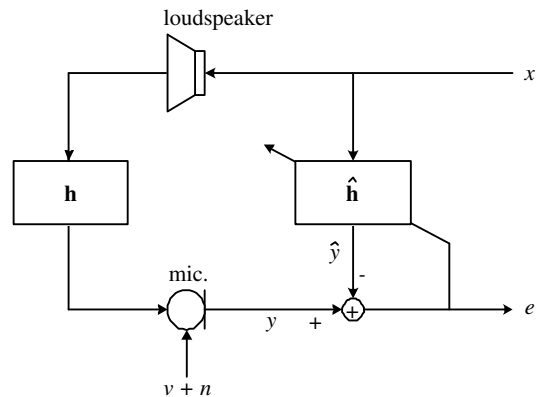 loudspeaker
x
h
ĥ
ŷ
-
mic.
y
+
+
e
v + n